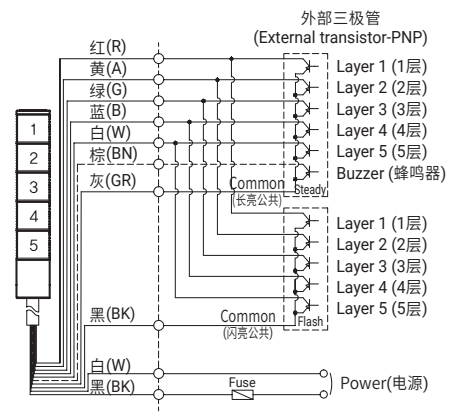 外部三极管
(External transistor-PNP)
红(R)
黄(A)
绿(G)
蓝(B)
白(W)
棕(BN)
灰(GR)
Layer 1 (1层)
Layer 2 (2层)
Layer 3 (3层)
Layer 4 (4层)
Layer 5 (5层)
Buzzer (蜂鸣器)
Common
(长亮公共)
Steady
1
2
3
4
5
Layer 1 (1层)
Layer 2 (2层)
Layer 3 (3层)
Layer 4 (4层)
Layer 5 (5层)
黑(BK)
Common
(闪亮公共)
Flash
白(W)
黑(BK)
Fuse
Power(电源)